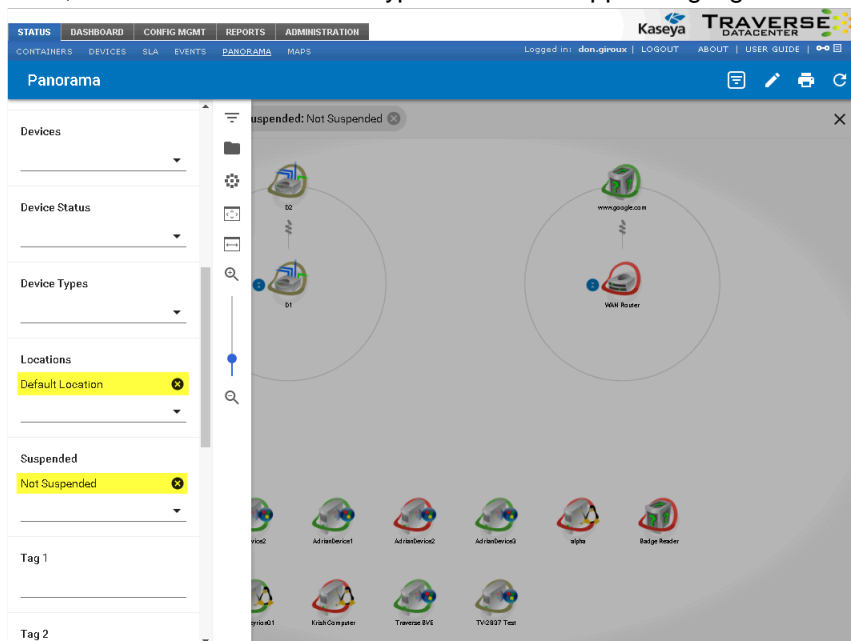 STATUS DASHBOARD CONFIG MGMT REPORTS ADMINISTRATION
Kaseya TRAVERSE
DATACENTER
CONTAINERS DEVICES SLA EVENTS PANORAMA MAPS Logged in: don.giroux | LOGOUT ABOUT | USER GUIDE |
Panorama
uspended: Not Suspended
Devices
Device Status
Device Types
Locations
Default Location
Suspended
Not Suspended
Tag 1
Tag 2
b2
www.google.com
b1
WAN Router
vice2 AdrianDevice1 AdrianDevice2 AdrianDevice3 alpha Badge Reader
KrishComputer Traverse BVE TV-2837 Test